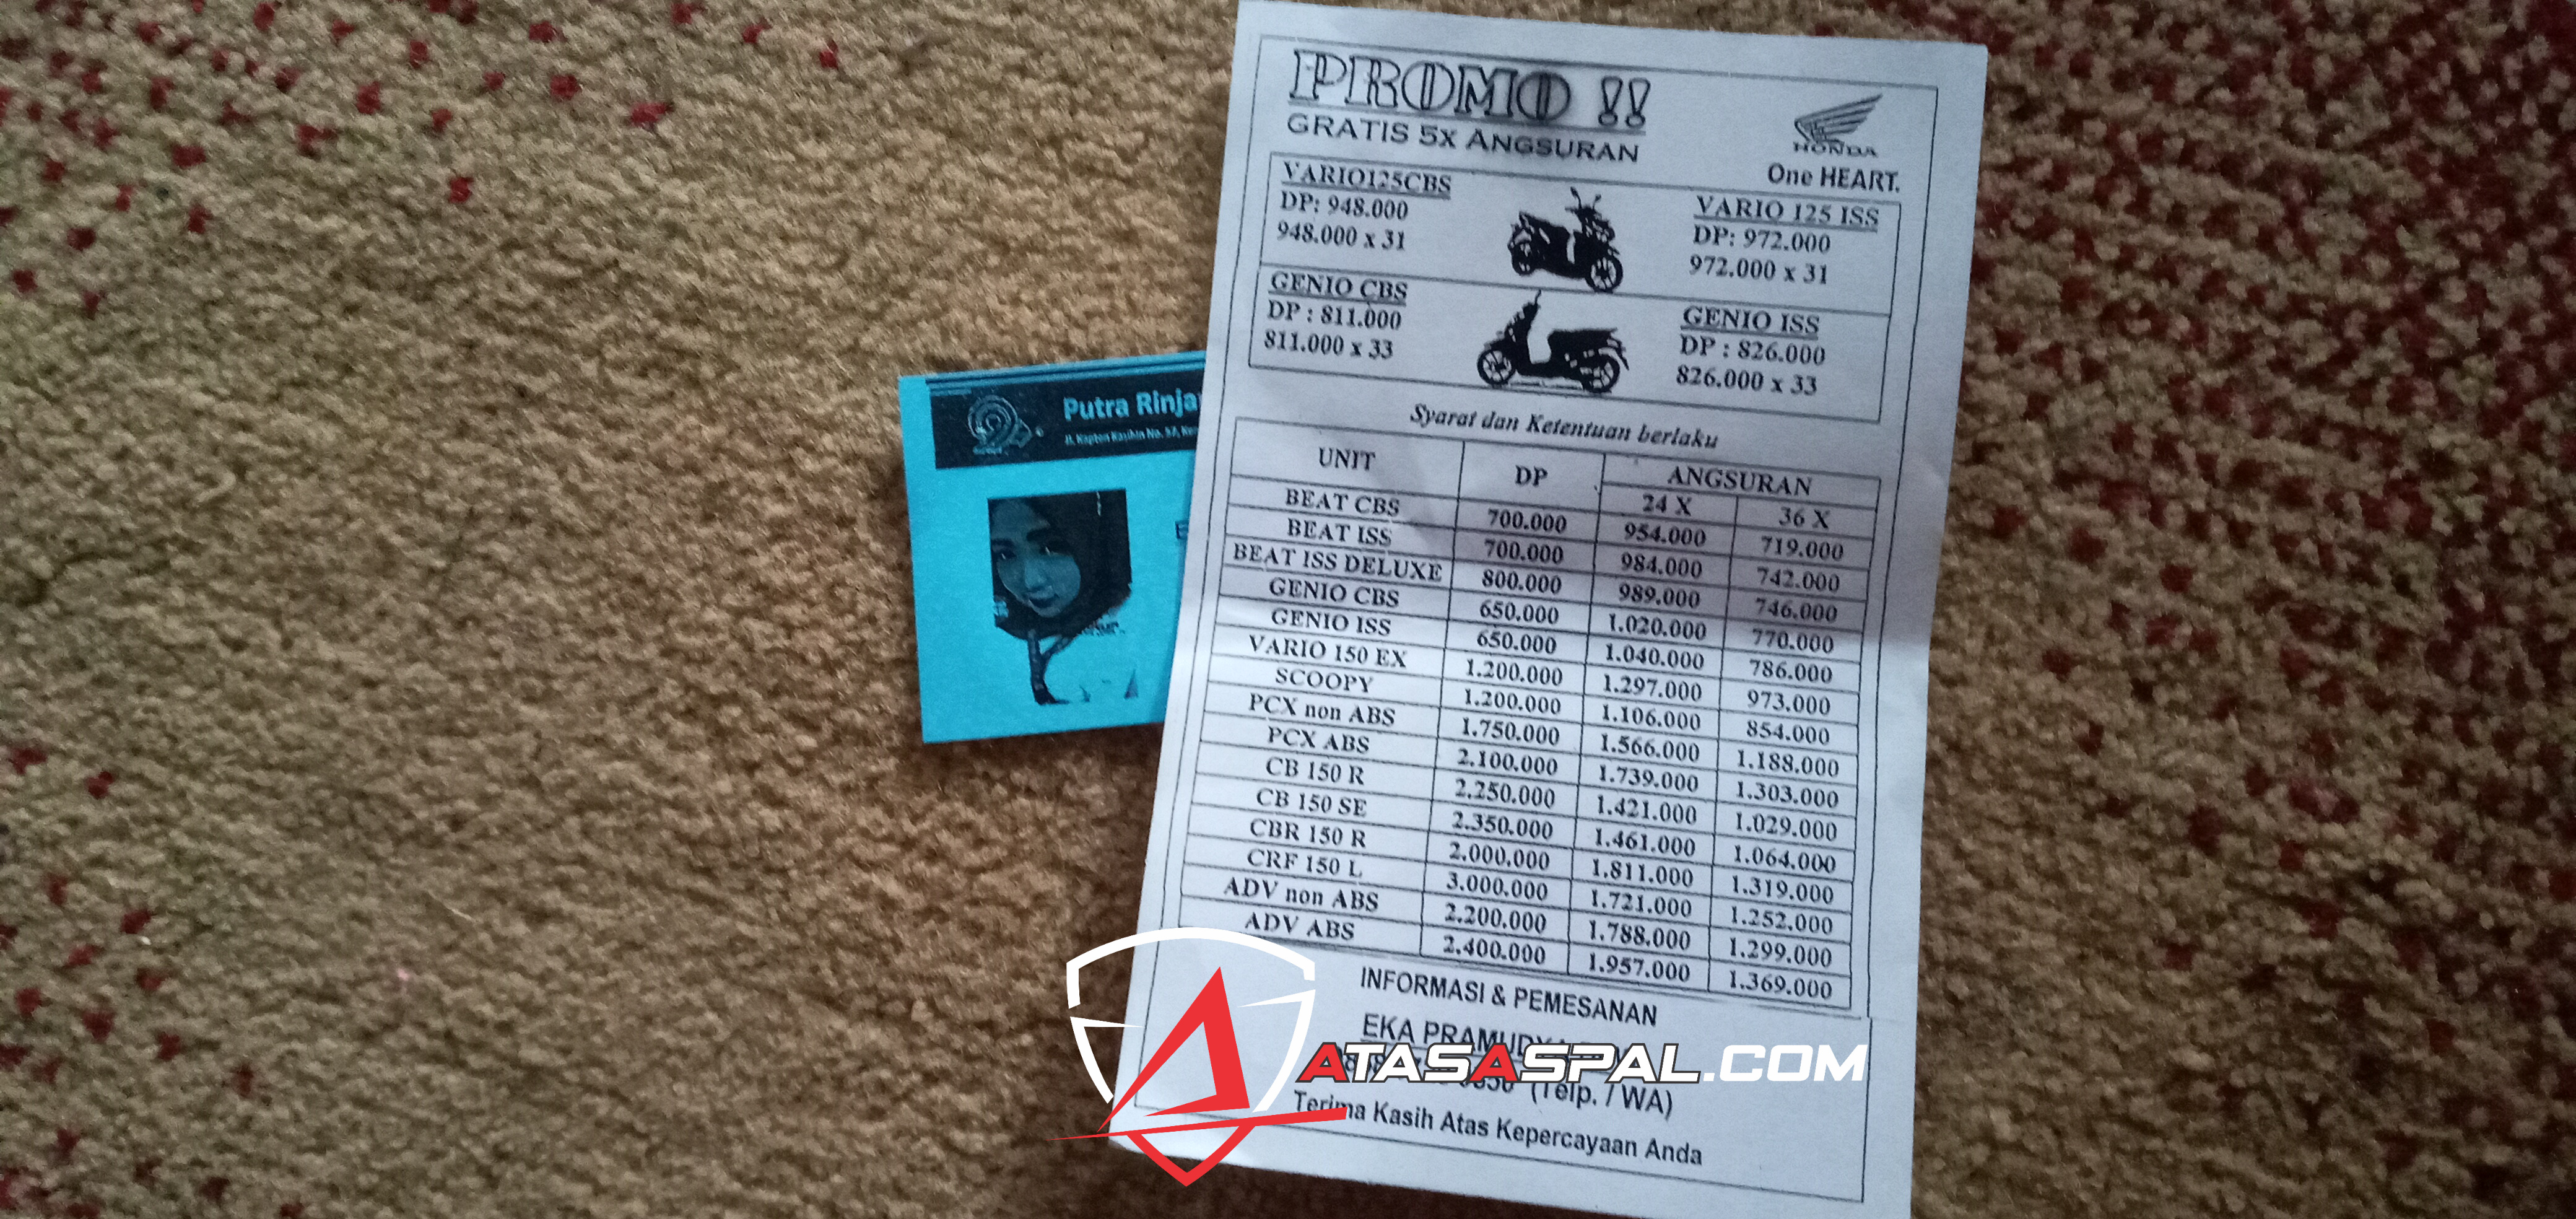 PROMO !!
GRATIS 5X ANGSURAN
HONDA
One HEART.
VARIO125CBS
DP: 948.000
948.000 x 31
VARIO 125 ISS
DP: 972.000
972.000 x 31
GENIO CBS
DP : 811.000
811.000 x 33
GENIO ISS
DP : 826.000
826.000 x 33
Syarat dan Ketentuan berlaku
UNIT DP ANGSURAN
24 X 36 X
BEAT CBS 700.000 954.000 719.000
BEAT ISS 700.000 984.000 742.000
BEAT ISS DELUXE 800.000 989.000 746.000
GENIO CBS 650.000 1.020.000 770.000
GENIO ISS 650.000 1.040.000 786.000
VARIO 150 EX 1.200.000 1.297.000 973.000
SCOOPY 1.200.000 1.106.000 854.000
PCX non ABS 1.750.000 1.566.000 1.188.000
PCX ABS 2.100.000 1.739.000 1.303.000
CB 150 R 2.250.000 1.421.000 1.029.000
CB 150 SE 2.350.000 1.461.000 1.064.000
CBR 150 R 2.000.000 1.811.000 1.319.000
CRF 150 L 3.000.000 1.721.000 1.252.000
ADV non ABS 2.200.000 1.788.000 1.299.000
ADV ABS 2.400.000 1.957.000 1.369.000
INFORMASI & PEMESANAN
EKA PRAMUDYA
(Telp. / WA)
Terima Kasih Atas Kepercayaan Anda
Putra Rinja
Jl. Kapten Kasihin No.
ATASASPAL.COM